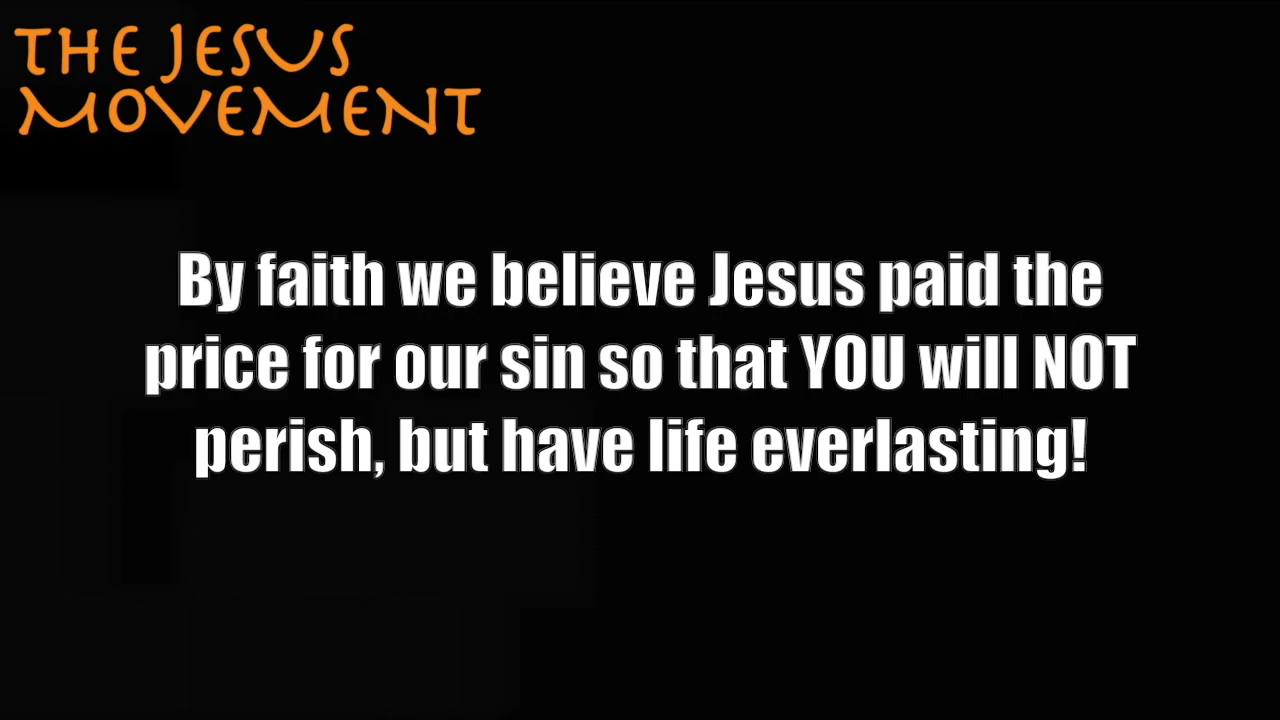 THE JESUS
MOVEMENT
By faith we believe Jesus paid the
price for our sin so that YOU will NOT
perish, but have life everlasting!